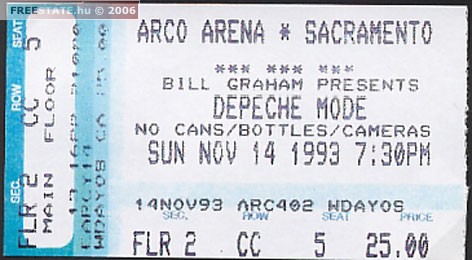 FREESTATE.hu © 2006
ARCO ARENA * SACRAMENTO
*** *** ***
BILL GRAHAM PRESENTS
DEPECHE MODE
NO CANS/BOTTLES/CAMERAS
SUN NOV 14 1993 7:30PM
14NOV93 ARC402 WDAYOS
SEC. ROW SEAT PRICE
FLR 2 CC 5 25.00
SEC. ROW SEAT
FLR 2 CC 5
MAIN FLOOR